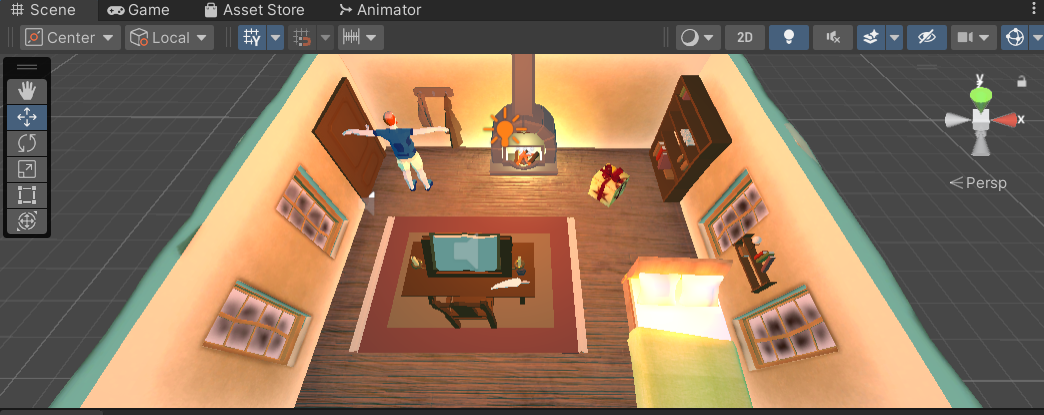 Scene Game Asset Store Animator
Center Local Y 2D
y
x
Persp